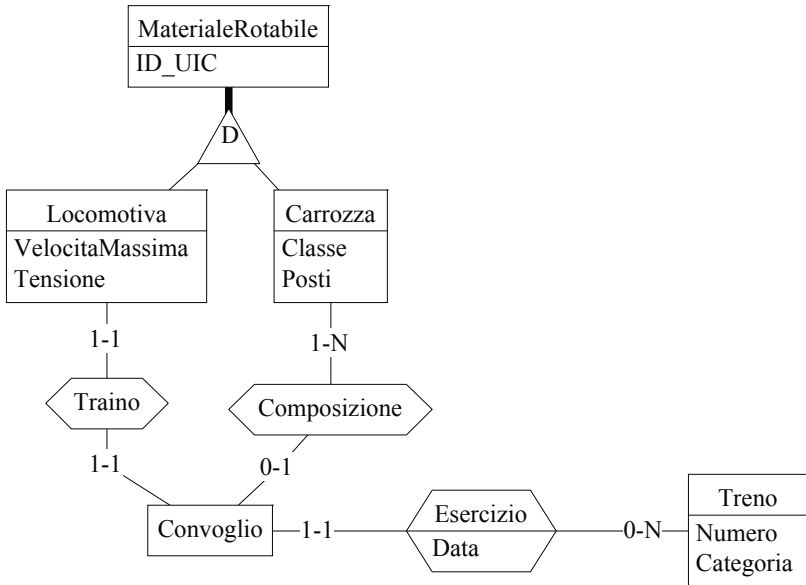 MaterialeRotabile
ID_UIC
D
Locomotiva
VelocitaMassima
Tensione
Carrozza
Classe
Posti
1-1
1-N
Traino
Composizione
1-1
0-1
Convoglio
1-1
Esercizio
Data
0-N
Treno
Numero
Categoria